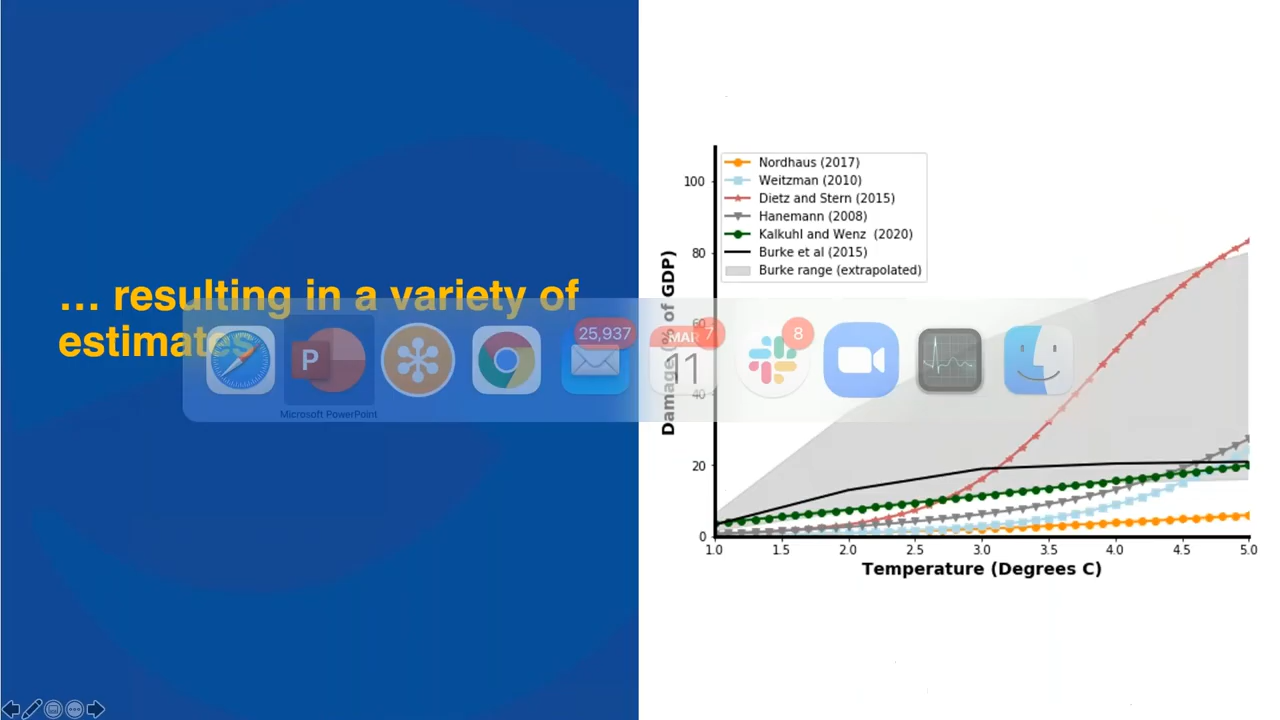 … resulting in a variety of
estimates
Microsoft PowerPoint
P
25,937
MAR
7
11
8
Nordhaus (2017)
Weitzman (2010)
Dietz and Stern (2015)
Hanemann (2008)
Kalkuhl and Wenz (2020)
Burke et al (2015)
Burke range (extrapolated)
Damage (% of GDP)
100
80
60
40
20
0
1.0 1.5 2.0 2.5 3.0 3.5 4.0 4.5 5.0
Temperature (Degrees C)